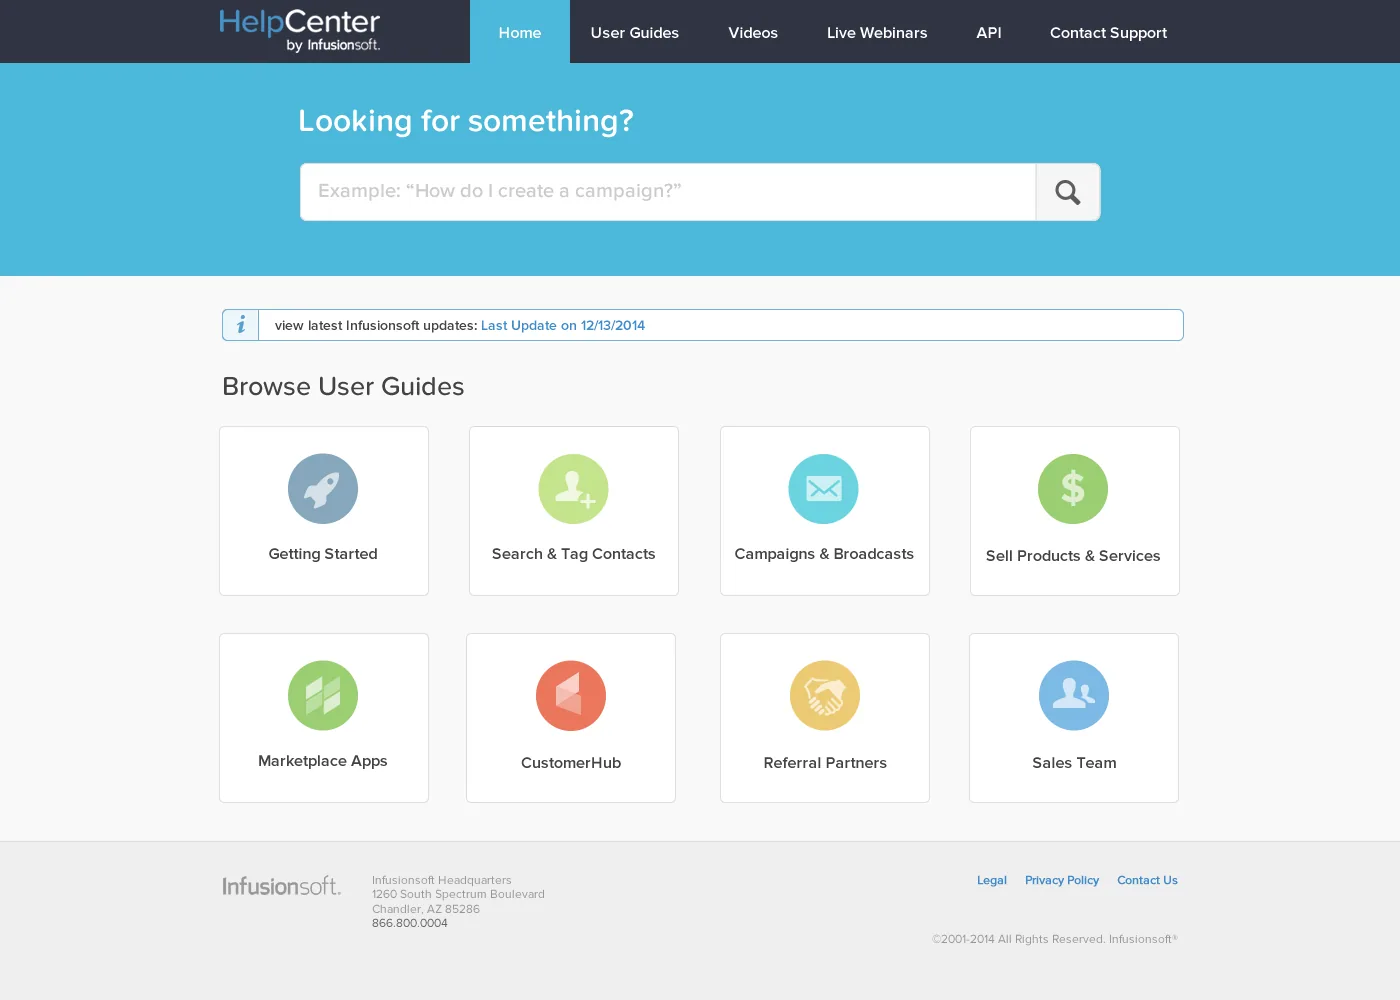 HelpCenter
by Infusionsoft.
Home
User Guides
Videos
Live Webinars
API
Contact Support
Looking for something?
Example: “How do I create a campaign?”
i
view latest Infusionsoft updates: Last Update on 12/13/2014
Browse User Guides
Getting Started
Search & Tag Contacts
Campaigns & Broadcasts
$
Sell Products & Services
Marketplace Apps
CustomerHub
Referral Partners
Sales Team
Infusionsoft.
Infusionsoft Headquarters
1260 South Spectrum Boulevard
Chandler, AZ 85286
866.800.0004
Legal
Privacy Policy
Contact Us
©2001-2014 All Rights Reserved. Infusionsoft®